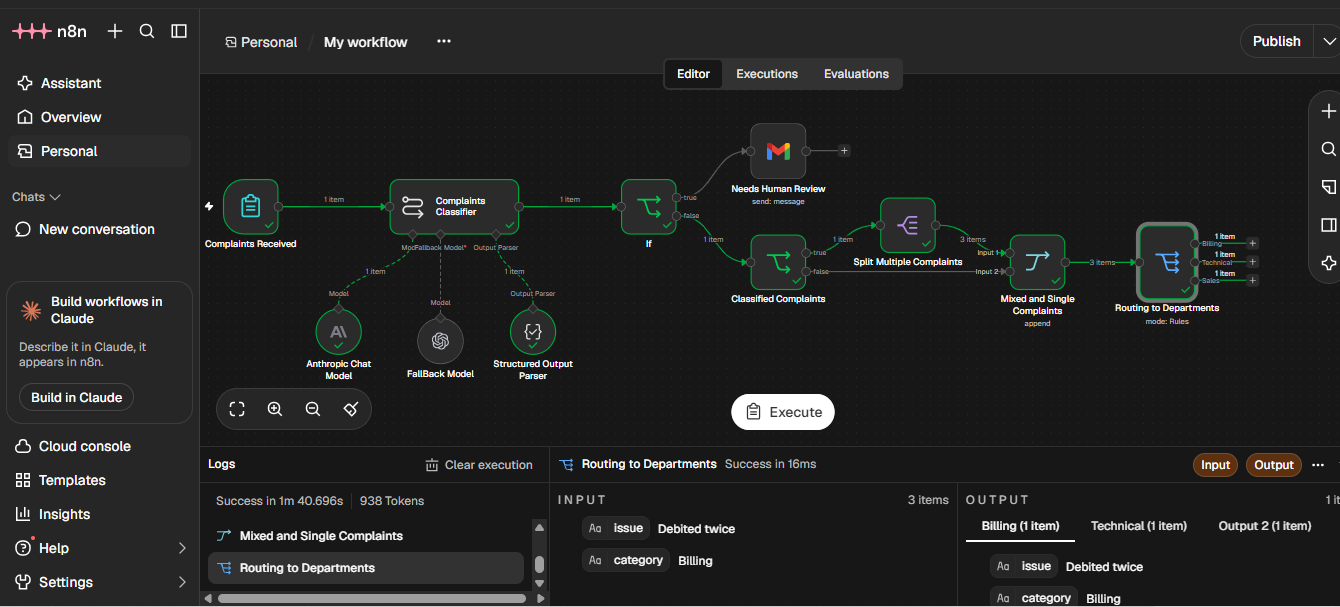 n8n
Personal / My workflow ...
Publish
Editor
Executions
Evaluations
Assistant
Overview
Personal
Chats
New conversation
Build workflows in
Claude
Describe it in Claude, it
appears in n8n.
Build in Claude
Cloud console
Templates
Insights
Help
Settings
Complaints Received
1 item
Complaints
Classifier
Fallback Model*
Output Parser
1 item
1 item
Model
Model
Output Parser
Anthropic Chat
Model
FallBack Model
Structured Output
Parser
1 item
If
true
false
Needs Human Review
send: message
1 item
Classified Complaints
true
false
1 item
Split Multiple Complaints
3 items
Input 1
Input 2
Mixed and Single
Complaints
append
3 items
Routing to Departments
mode: Rules
1 item
Billing
1 item
Technical
1 item
Sales
Execute
Logs
Clear execution
Success in 1m 40.696s
938 Tokens
Mixed and Single Complaints
Routing to Departments
Routing to Departments Success in 16ms
Input
Output
...
INPUT
3 items
Aa issue Debited twice
Aa category Billing
OUTPUT
Billing (1 item)
Technical (1 item)
Output 2 (1 item)
Aa issue Debited twice
Aa category Billing